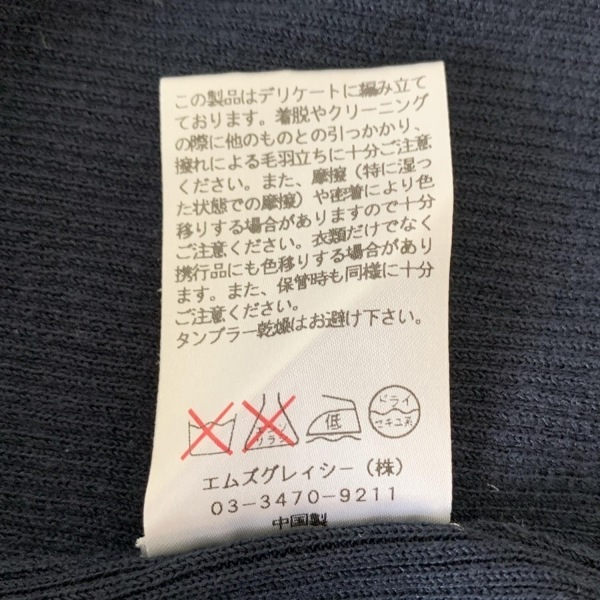 この製品はデリケートに編み立て
ております。着脱やクリーニング
の際に他のものとの引っかかり、
擦れによる毛羽立ちに十分ご注意
ください。また、摩擦（特に湿っ
た状態での摩擦）や密着により色
移りする場合がありますので十分
ご注意ください。衣類だけでなく
携行品にも色移りする場合があり
ます。また、保管時も同様に十分
ご注意ください。
タンブラー乾燥はお避け下さい。
エンソ
サラシ
低
ドライ
セキユ系
エムズグレイシー（株）
03-3470-9211
中国製